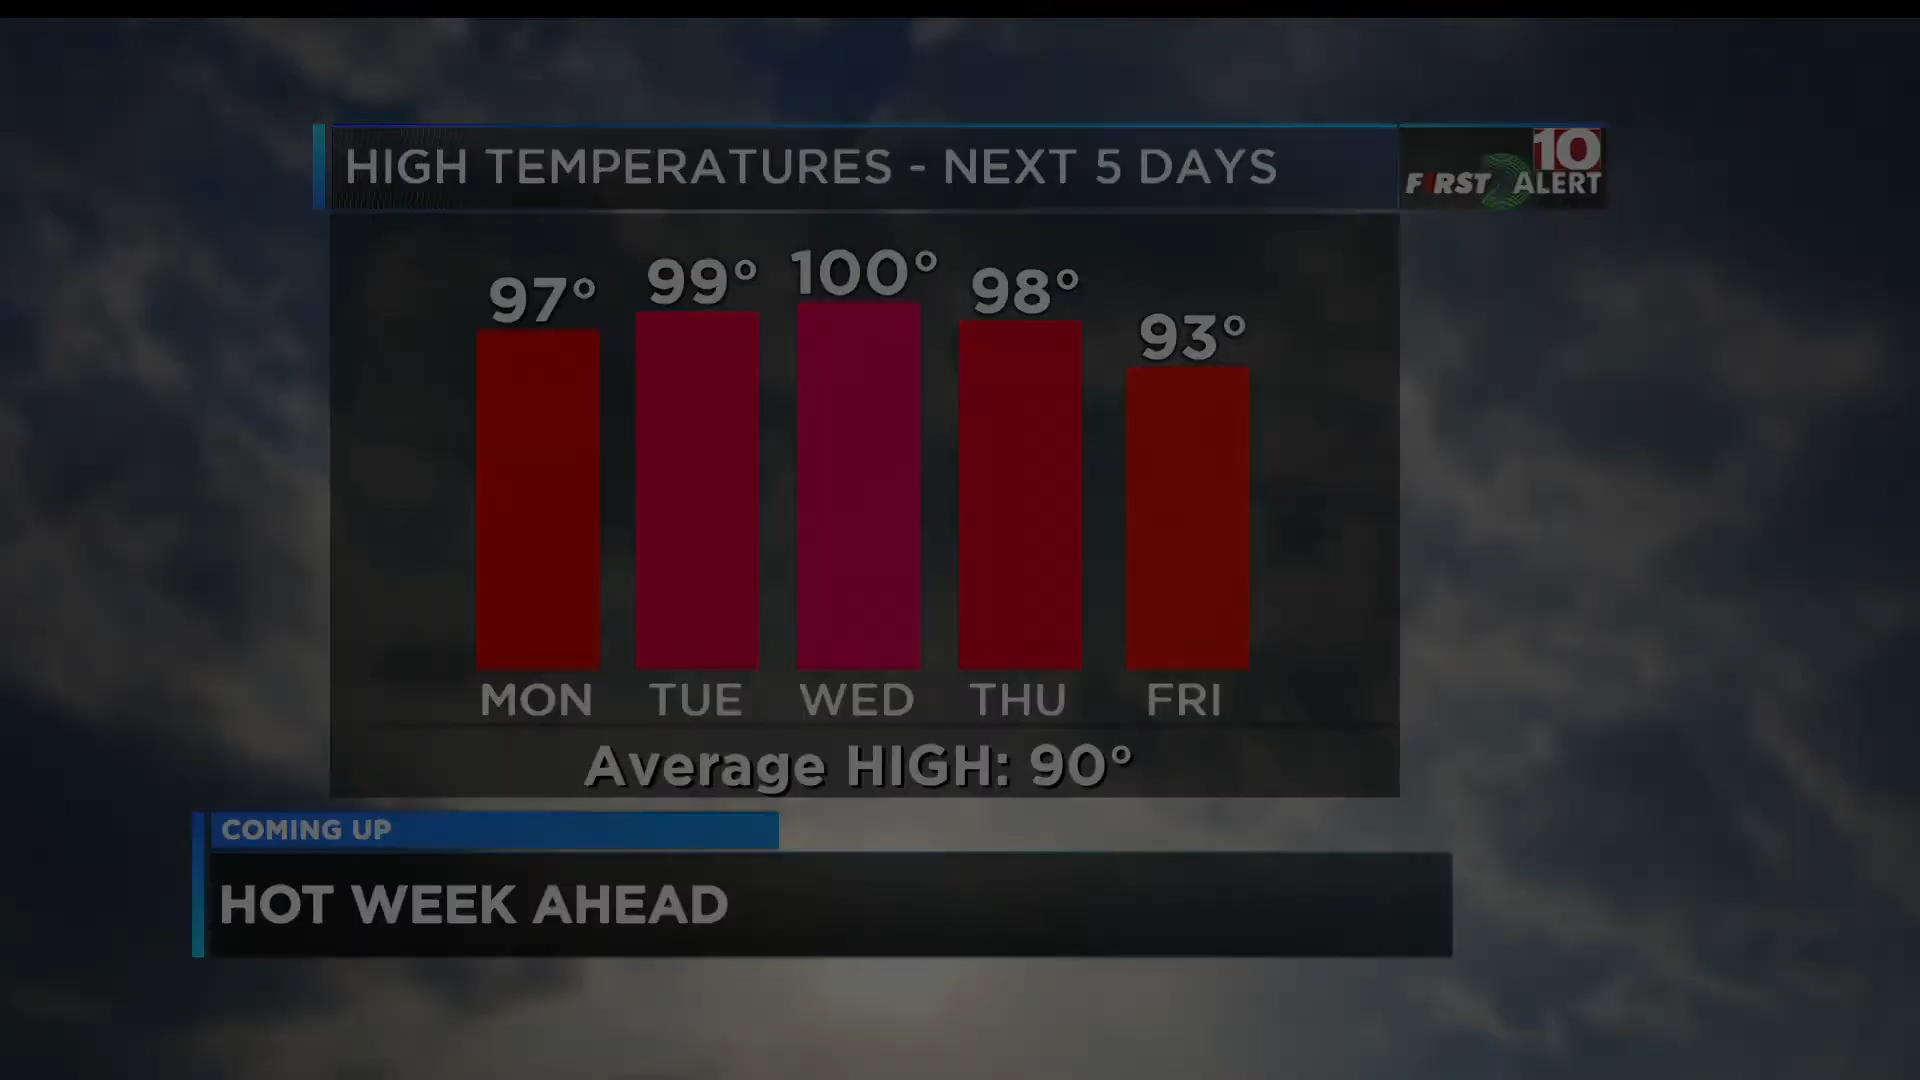 HIGH TEMPERATURES - NEXT 5 DAYS
10
FIRST ALERT
97° 99° 100° 98° 93°
MON TUE WED THU FRI
Average HIGH: 90°
COMING UP
HOT WEEK AHEAD